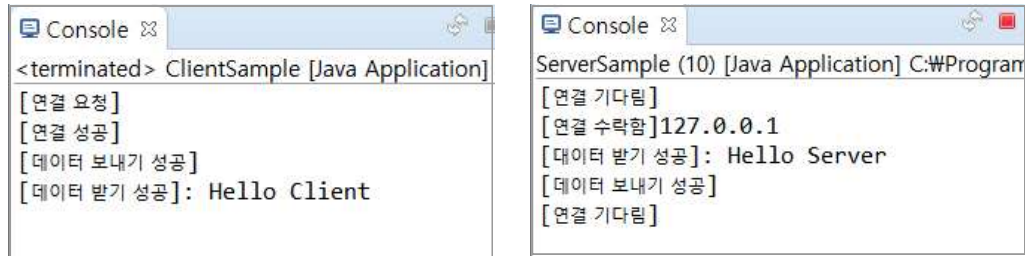 Console
<terminated> ClientSample [Java Application]
[연결 요청]
[연결 성공]
[데이터 보내기 성공]
[데이터 받기 성공]: Hello Client
Console
ServerSample (10) [Java Application] C:₩Program
[연결 기다림]
[연결 수락함]127.0.0.1
[대이터 받기 성공]: Hello Server
[데이터 보내기 성공]
[연결 기다림]